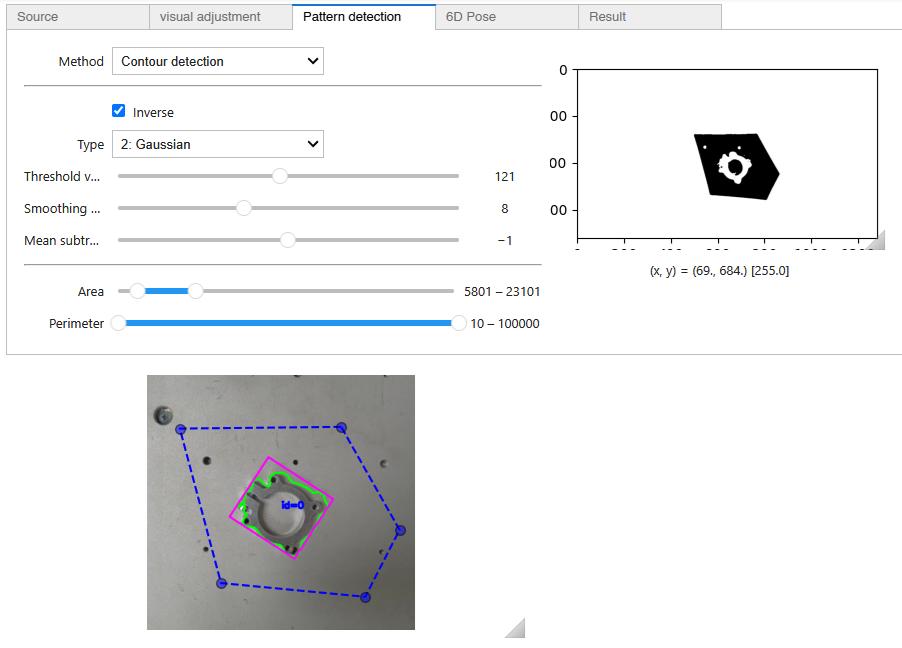 Source visual adjustment Pattern detection 6D Pose Result
Method Contour detection
Inverse
Type 2: Gaussian
Threshold v... 121
Smoothing ... 8
Mean subtr... −1
Area 5801 – 23101
Perimeter 10 – 100000
0
00
00
00
(x, y) = (69., 684.) [255.0]
id=0